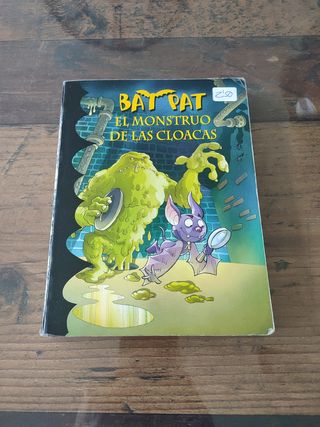 BAT PAT
EL MONSTRUO
DE LAS CLOACAS